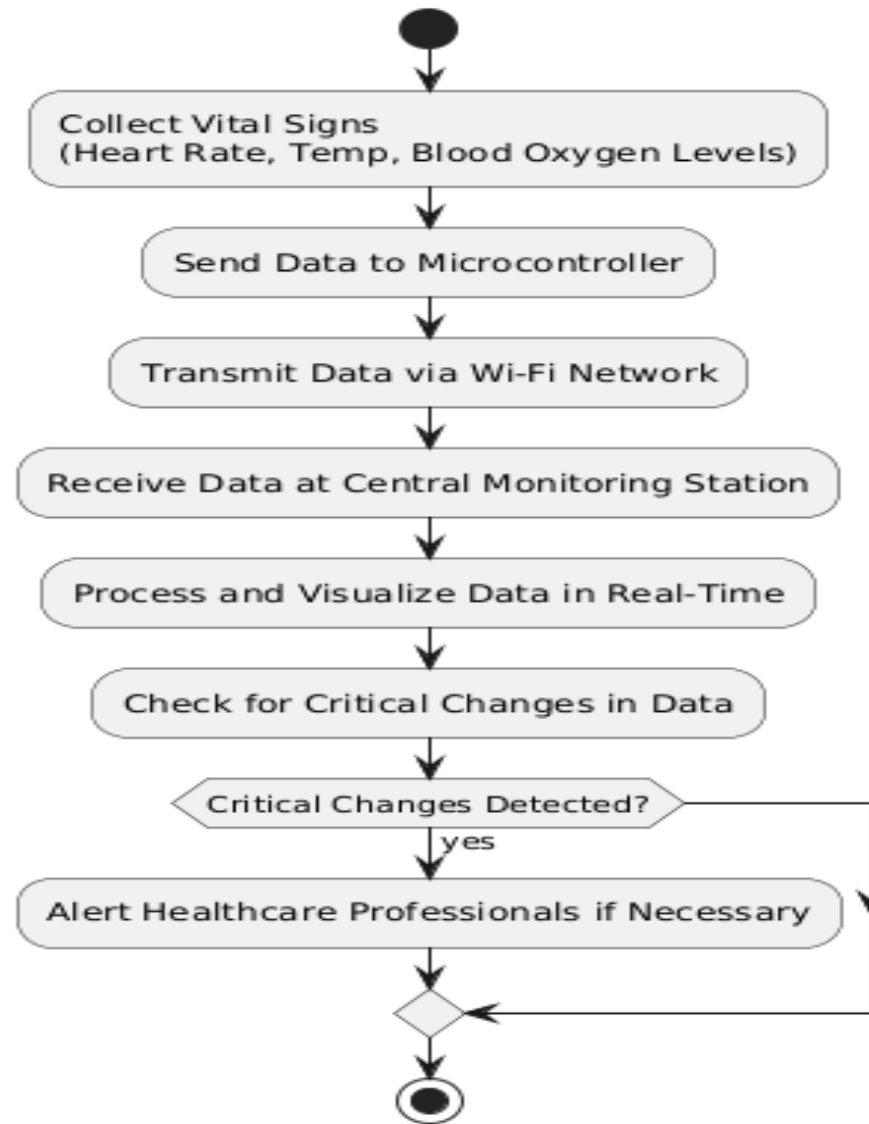 Collect Vital Signs
(Heart Rate, Temp, Blood Oxygen Levels)
Send Data to Microcontroller
Transmit Data via Wi-Fi Network
Receive Data at Central Monitoring Station
Process and Visualize Data in Real-Time
Check for Critical Changes in Data
Critical Changes Detected?
yes
Alert Healthcare Professionals if Necessary